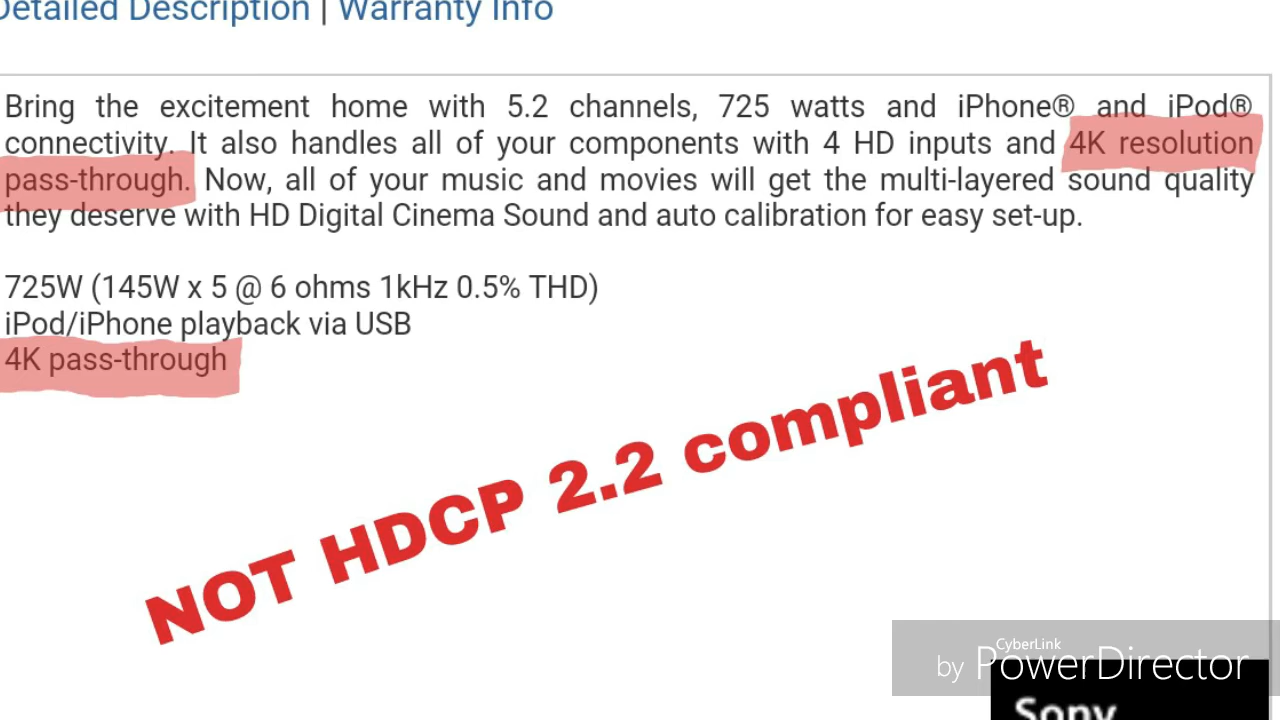 Detailed Description | Warranty Info
Bring the excitement home with 5.2 channels, 725 watts and iPhone® and iPod®
connectivity. It also handles all of your components with 4 HD inputs and 4K resolution
pass-through. Now, all of your music and movies will get the multi-layered sound quality
they deserve with HD Digital Cinema Sound and auto calibration for easy set-up.
725W (145W x 5 @ 6 ohms 1kHz 0.5% THD)
iPod/iPhone playback via USB
4K pass-through
NOT HDCP 2.2 compliant
CyberLink
by PowerDirector
Sony